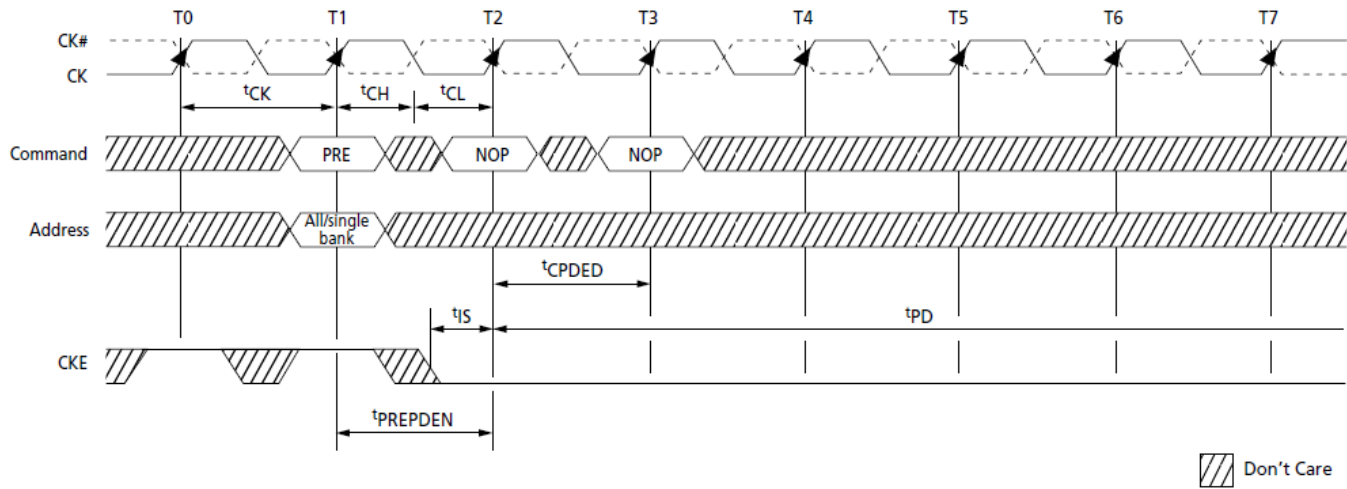 T0 T1 T2 T3 T4 T5 T6 T7
CK#
CK
tCK tCH tCL
Command PRE NOP NOP
Address All/single
bank
tCPDED
tIS tPD
CKE
tPREPDEN
Don't Care